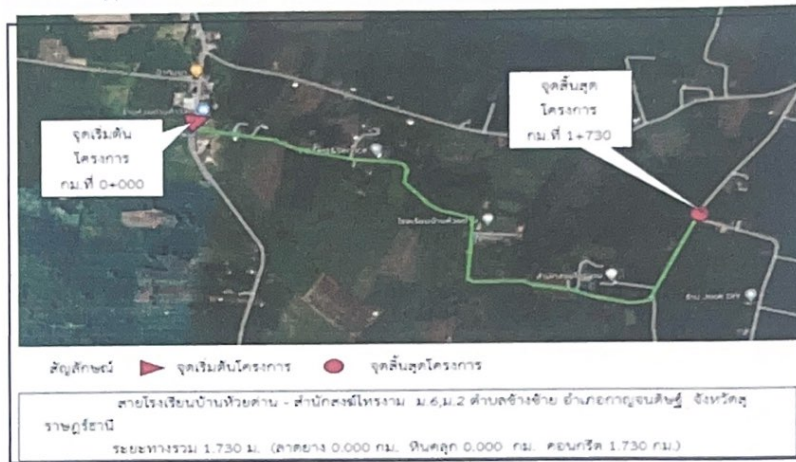 จุดเริ่มต้น
โครงการ
กม.ที่ 0+000
จุดสิ้นสุด
โครงการ
กม.ที่ 1+730
สัญลักษณ์ จุดเริ่มต้นโครงการ จุดสิ้นสุดโครงการ
สายโรงเรียนบ้านห้วยด่าน - สำนักสงฆ์ไทรงาม ม.6,ม.2 ตำบลช้างซ้าย อำเภอกาญจนดิษฐ์ จังหวัดสุ
ราษฎร์ธานี
ระยะทางรวม 1.730 ม. (ลาดยาง 0.000 กม. หินคลุก 0.000 กม. คอนกรีต 1.730 กม.)